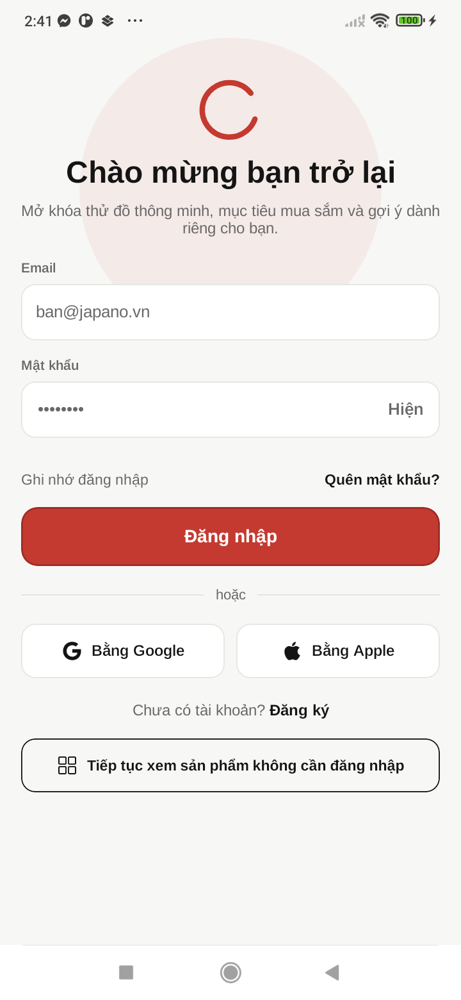 2:41
100
Chào mừng bạn trở lại
Mở khóa thử đồ thông minh, mục tiêu mua sắm và gợi ý dành
riêng cho bạn.
Email
ban@japano.vn
Mật khẩu
•••••••• Hiện
Ghi nhớ đăng nhập Quên mật khẩu?
Đăng nhập
hoặc
Bằng Google Bằng Apple
Chưa có tài khoản? Đăng ký
Tiếp tục xem sản phẩm không cần đăng nhập